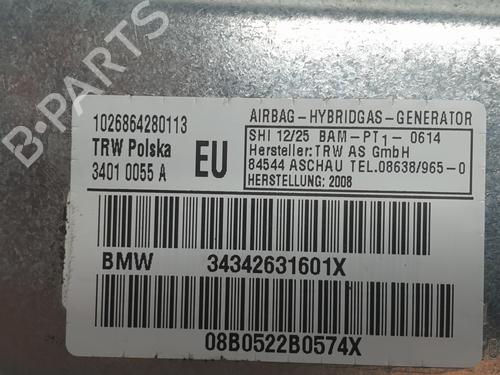 B-PARTS
1026864280113
TRW Polska
3401 0055 A
EU
AIRBAG-HYBRIDGAS-GENERATOR
SHI 12/25 BAM-PT1-0614
Hersteller:TRW AS GmbH
84544 ASCHAU TEL.08638/965-0
HERSTELLUNG: 2008
BMW 34342631601X
08B0522B0574X